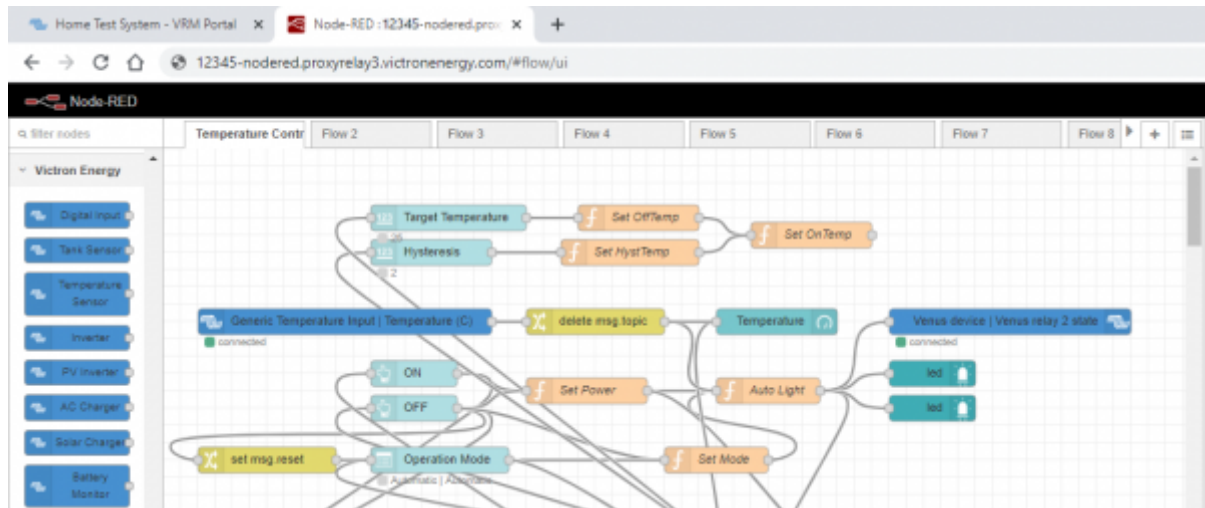 Home Test System - VRM Portal
Node-RED : 12345-nodered.prox
12345-nodered.proxyrelay3.victronenergy.com/#flow/ui
Node-RED
filter nodes
Temperature Contr
Flow 2
Flow 3
Flow 4
Flow 5
Flow 6
Flow 7
Flow 8
Victron Energy
Digital Input
Tank Sensor
Temperature
Sensor
Inverter
PV Inverter
AC Charger
Solar Charger
Battery
Monitor
123 Target Temperature
Set OffTemp
Set OnTemp
123 Hysteresis
Set HystTemp
2
Generic Temperature Input | Temperature (C)
delete msg.topic
Temperature
Venus device | Venus relay 2 state
connected
connected
ON
Set Power
Auto Light
led
OFF
led
set msg.reset
Operation Mode
Set Mode
Automatic | Automatic